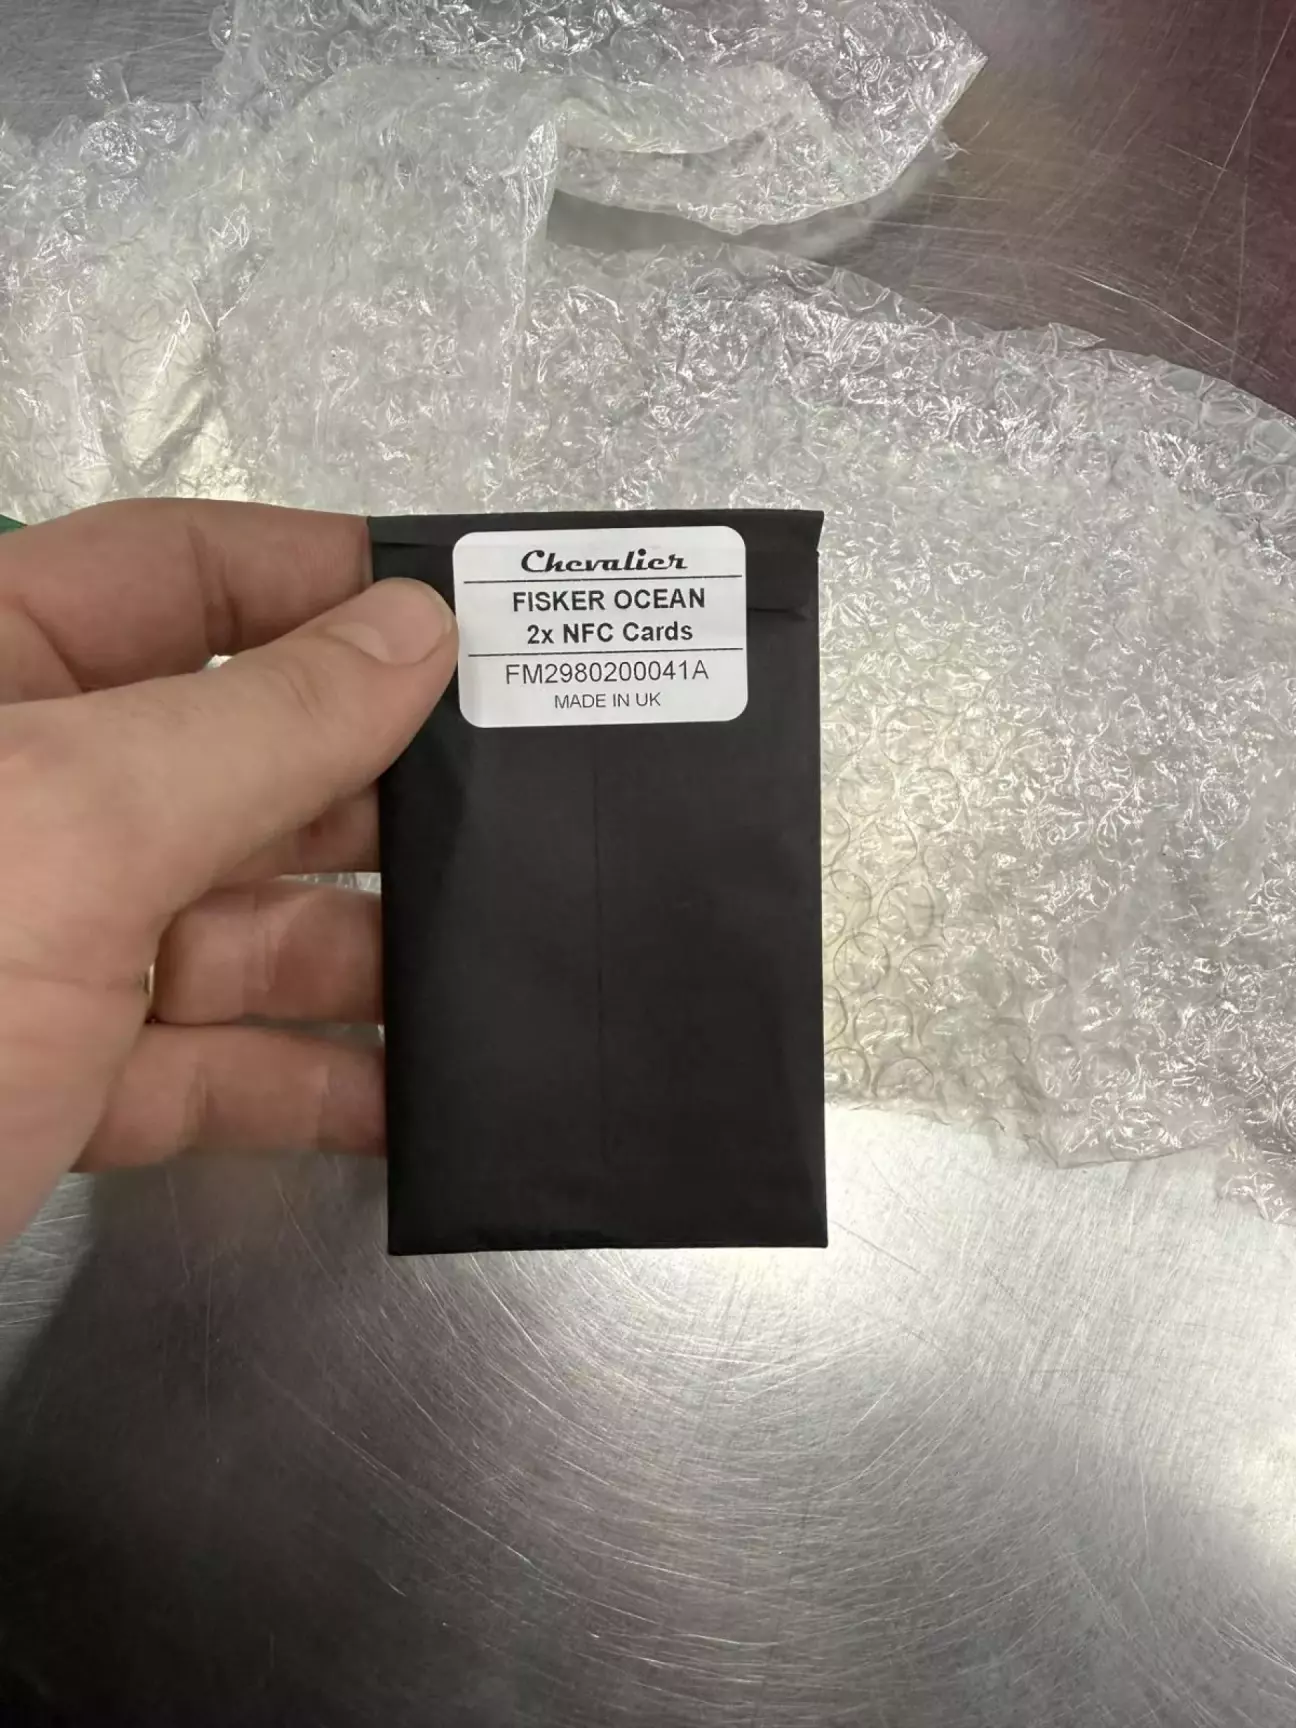 Chevalier
FISKER OCEAN
2x NFC Cards
FM2980200041A
MADE IN UK